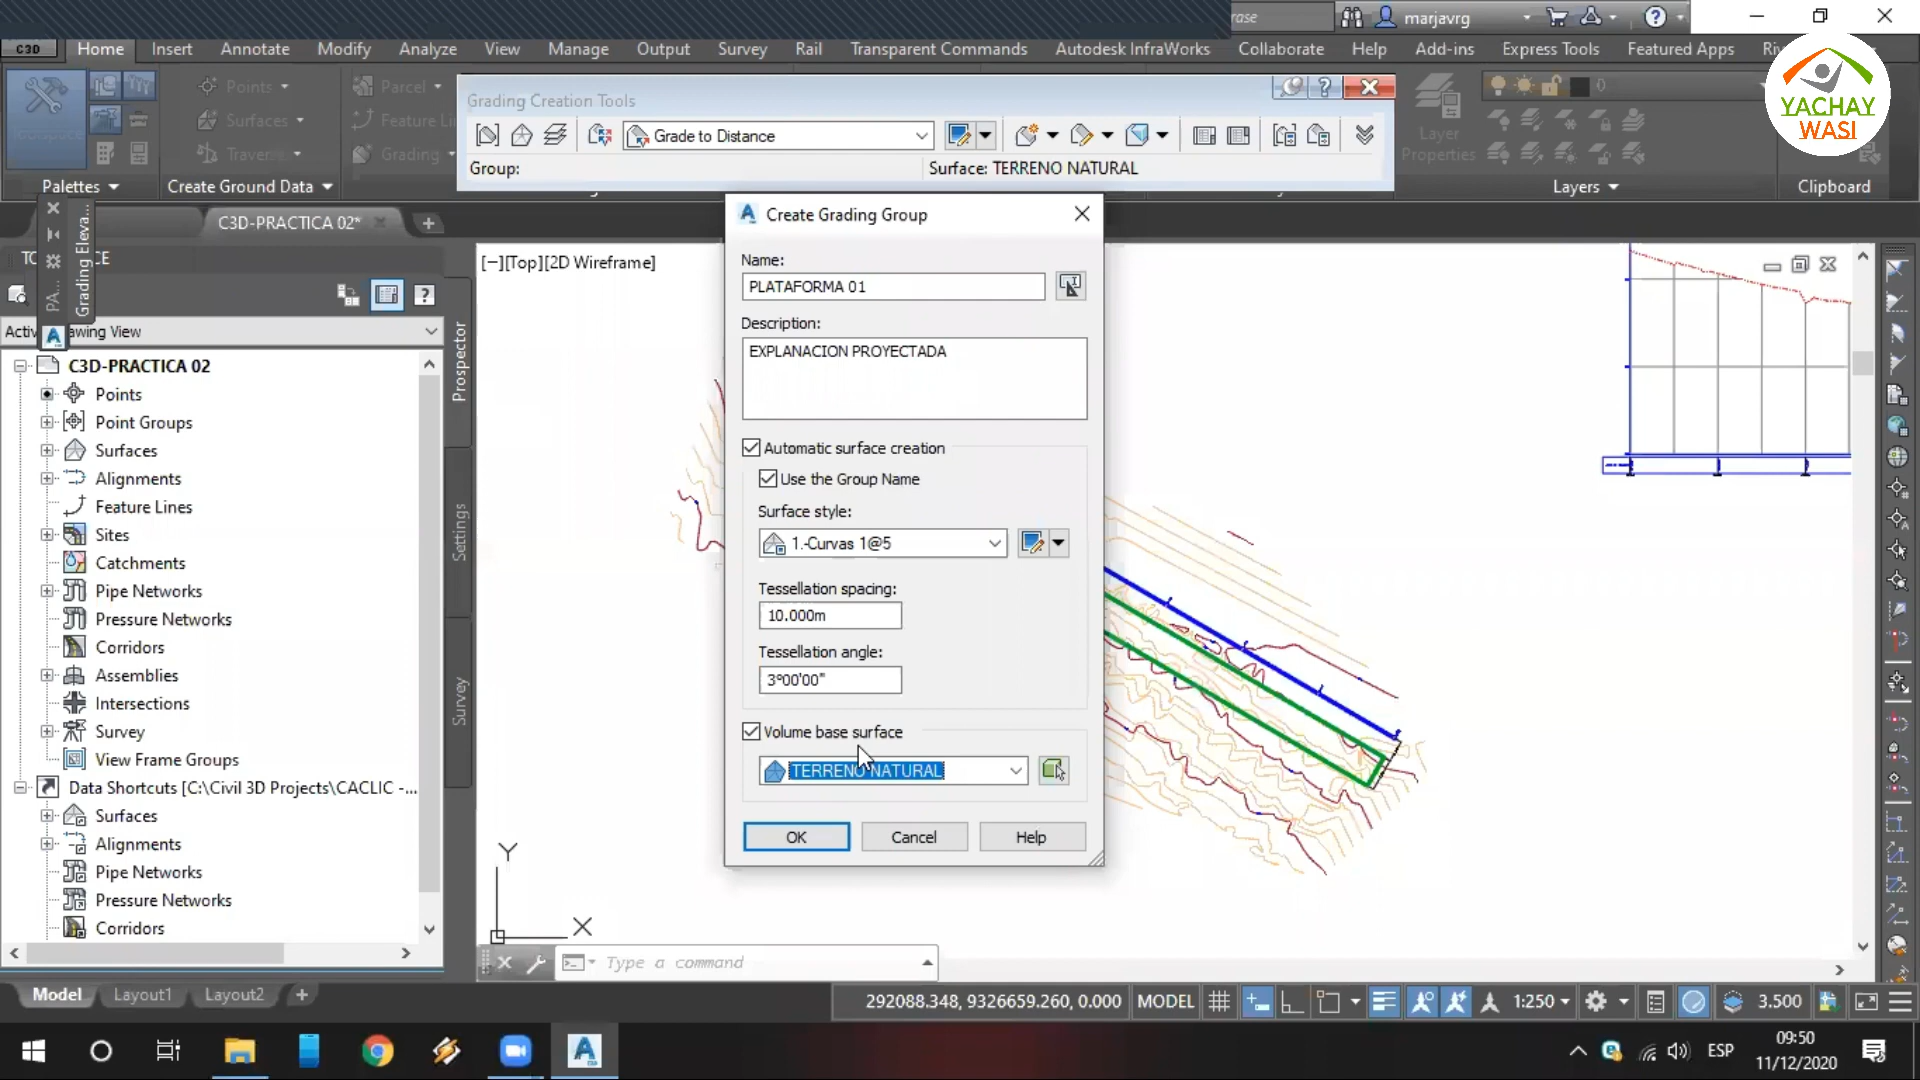 rase
marjavrg
C3D
Home Insert Annotate Modify Analyze View Manage Output Survey Rail Transparent Commands Autodesk InfraWorks Collaborate Help Add-ins Express Tools Featured Apps
YACHAY
WASI
Points
Surfaces
Traverse
Parcel
Feature Li
Grading
Palettes
Create Ground Data
Grading Creation Tools
Grade to Distance
Group:
Surface: TERRENO NATURAL
0
Layer
Properties
Layers
Clipboard
C3D-PRACTICA 02*
Grading Eleva...
PA...
TO
CE
Activ
awing View
Prospector
Settings
Survey
C3D-PRACTICA 02
Points
Point Groups
Surfaces
Alignments
Feature Lines
Sites
Catchments
Pipe Networks
Pressure Networks
Corridors
Assemblies
Intersections
Survey
View Frame Groups
Data Shortcuts [C:\Civil 3D Projects\CACLIC -...
Surfaces
Alignments
Pipe Networks
Pressure Networks
Corridors
[−][Top][2D Wireframe]
Create Grading Group
Name:
PLATAFORMA 01
Description:
EXPLANACION PROYECTADA
Automatic surface creation
Use the Group Name
Surface style:
1.-Curvas 1@5
Tessellation spacing:
10.000m
Tessellation angle:
3°00'00"
Volume base surface
TERRENO NATURAL
OK Cancel Help
Y
X
Type a command
Model Layout1 Layout2
292088.348, 9326659.260, 0.000 MODEL 1:250 3.500
ESP
09:50
11/12/2020